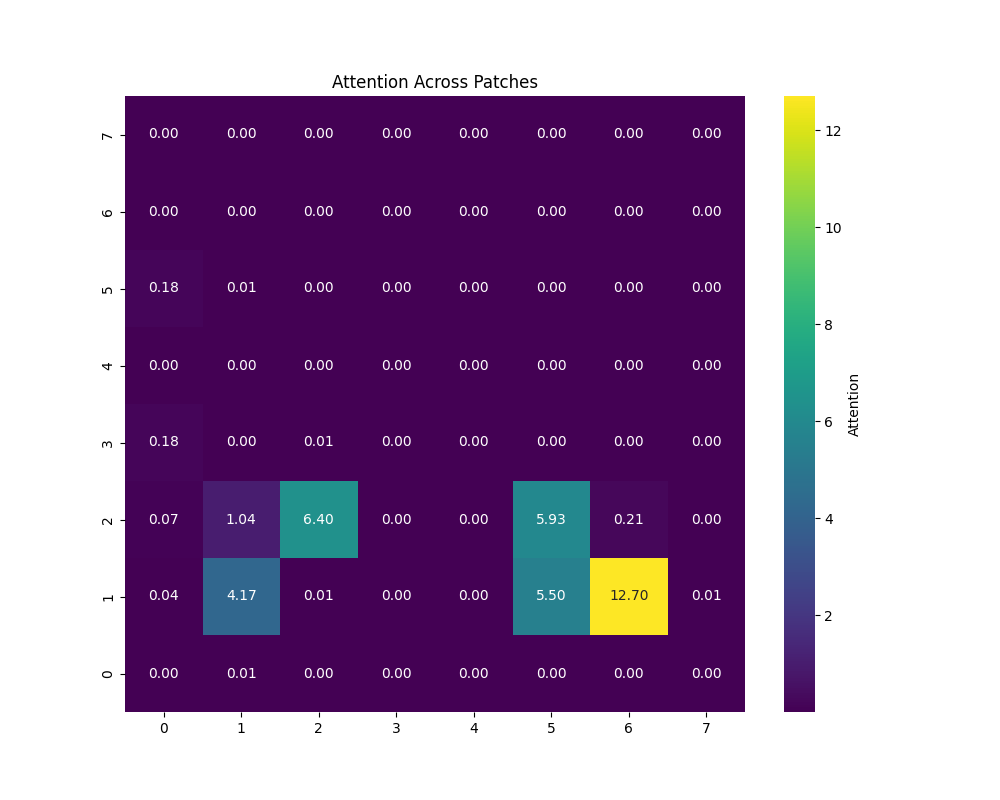 Attention Across Patches
7 0.00 0.00 0.00 0.00 0.00 0.00 0.00 0.00
6 0.00 0.00 0.00 0.00 0.00 0.00 0.00 0.00
5 0.18 0.01 0.00 0.00 0.00 0.00 0.00 0.00
4 0.00 0.00 0.00 0.00 0.00 0.00 0.00 0.00
3 0.18 0.00 0.01 0.00 0.00 0.00 0.00 0.00
2 0.07 1.04 6.40 0.00 0.00 5.93 0.21 0.00
1 0.04 4.17 0.01 0.00 0.00 5.50 12.70 0.01
0 0.00 0.01 0.00 0.00 0.00 0.00 0.00 0.00
0 1 2 3 4 5 6 7
12
10
8
6
4
2
Attention